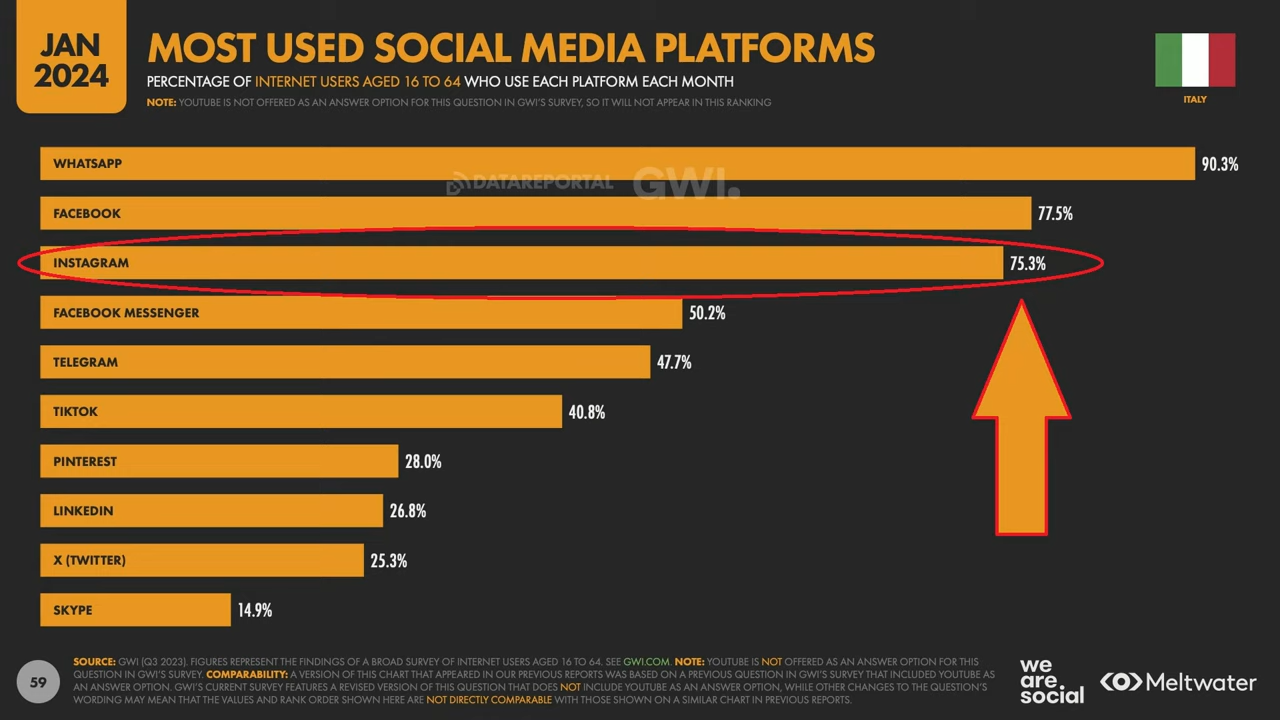 JAN
2024
MOST USED SOCIAL MEDIA PLATFORMS
PERCENTAGE OF INTERNET USERS AGED 16 TO 64 WHO USE EACH PLATFORM EACH MONTH
NOTE: YOUTUBE IS NOT OFFERED AS AN ANSWER OPTION FOR THIS QUESTION IN GWI'S SURVEY, SO IT WILL NOT APPEAR IN THIS RANKING
ITALY
WHATSAPP 90.3%
DATAREPORTAL GWI.
FACEBOOK 77.5%
INSTAGRAM 75.3%
FACEBOOK MESSENGER 50.2%
TELEGRAM 47.7%
TIKTOK 40.8%
PINTEREST 28.0%
LINKEDIN 26.8%
X (TWITTER) 25.3%
SKYPE 14.9%
59
SOURCE: GWI (Q3 2023). FIGURES REPRESENT THE FINDINGS OF A BROAD SURVEY OF INTERNET USERS AGED 16 TO 64. SEE GWI.COM. NOTE: YOUTUBE IS NOT OFFERED AS AN ANSWER OPTION FOR THIS
QUESTION IN GWI'S SURVEY. COMPARABILITY: A VERSION OF THIS CHART THAT APPEARED IN OUR PREVIOUS REPORTS WAS BASED ON A PREVIOUS QUESTION IN GWI'S SURVEY THAT INCLUDED YOUTUBE AS
AN ANSWER OPTION. GWI'S CURRENT SURVEY FEATURES A REVISED VERSION OF THIS QUESTION THAT DOES NOT INCLUDE YOUTUBE AS AN ANSWER OPTION, WHILE OTHER CHANGES TO THE QUESTION'S
WORDING MAY MEAN THAT THE VALUES AND RANK ORDER SHOWN HERE ARE NOT DIRECTLY COMPARABLE WITH THOSE SHOWN ON A SIMILAR CHART IN PREVIOUS REPORTS.
we
are
social
Meltwater